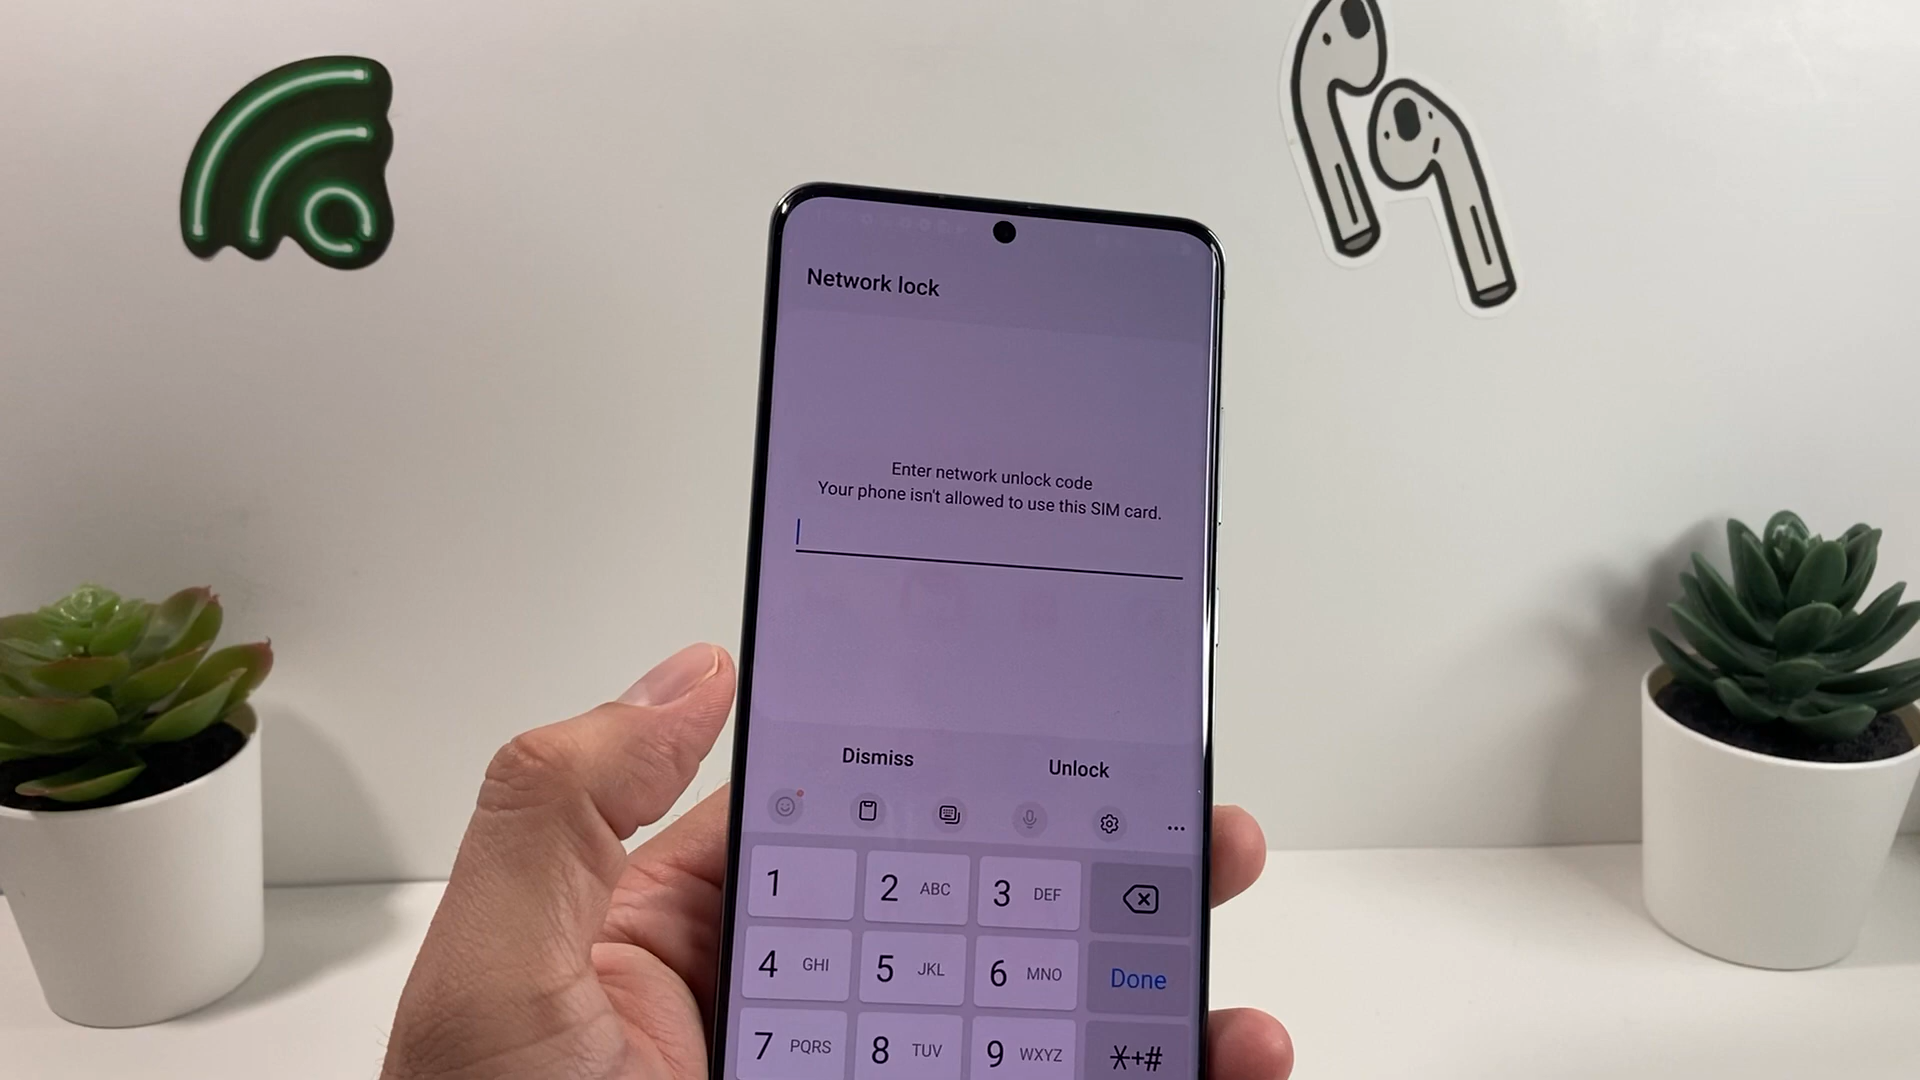 Network lock
Enter network unlock code
Your phone isn't allowed to use this SIM card.
Dismiss Unlock
1 2 ABC 3 DEF
4 GHI 5 JKL 6 MNO Done
7 PQRS 8 TUV 9 WXYZ *+#